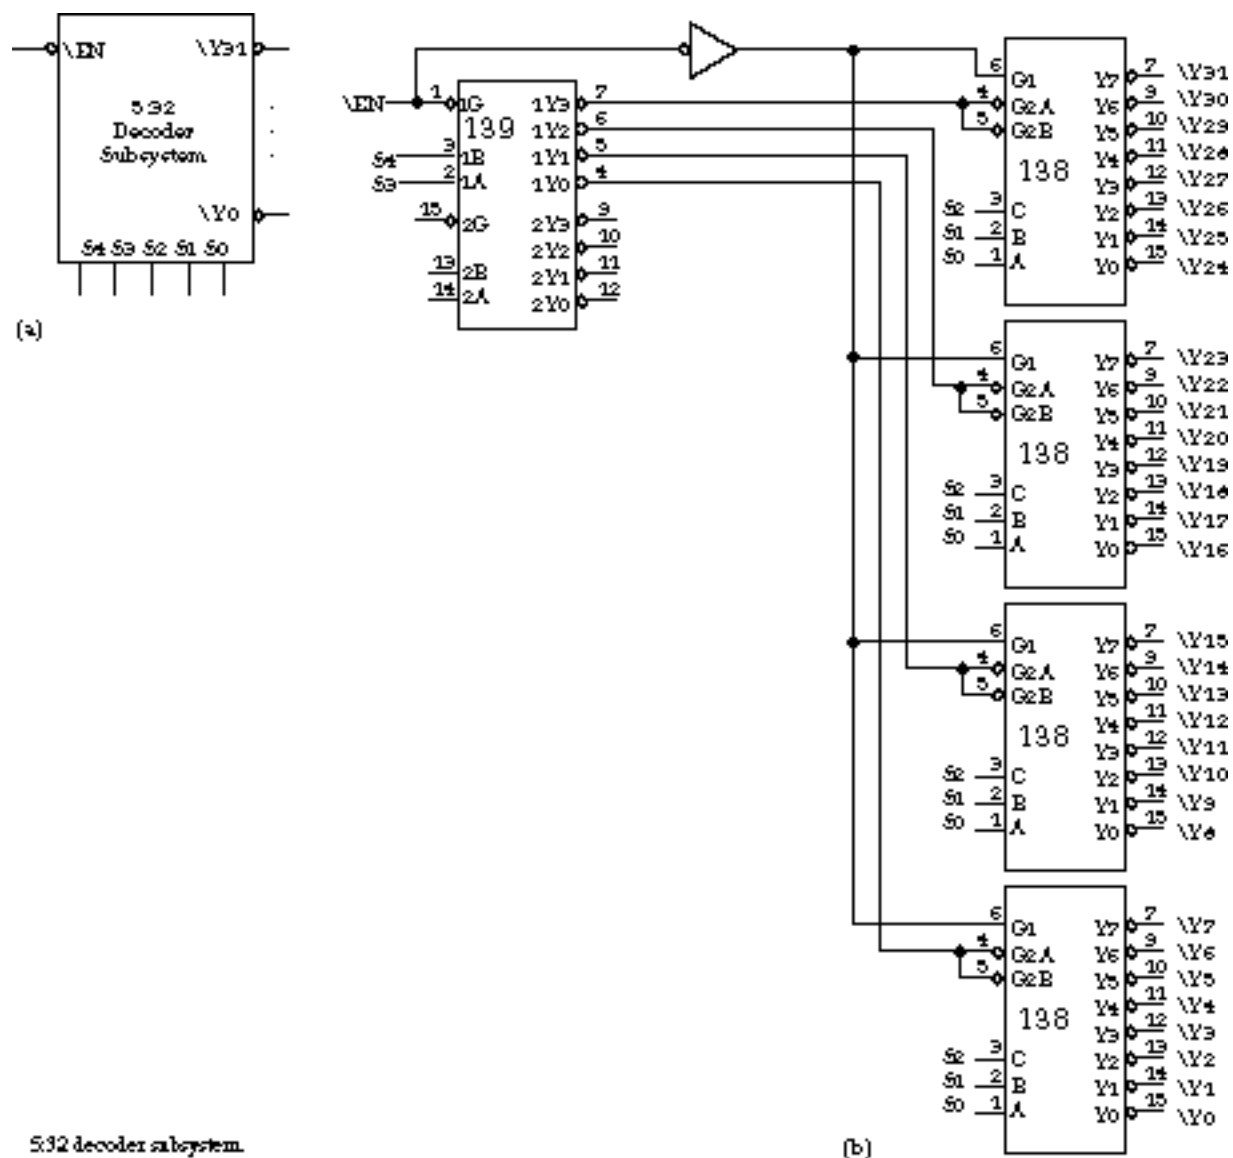 \EN \Y31
5:32
Decoder
Subsystem
\Y0
S4 S3 S2 S1 S0
(a)
\EN 1 1G 1Y3 7
139 1Y2 6
S4 3 1B 1Y1 5
S3 2 1A 1Y0 4
15 2G 2Y3 9
2Y2 10
13 2B 2Y1 11
14 2A 2Y0 12
6 G1 Y7 7 \Y31
4 G2A Y6 9 \Y30
5 G2B Y5 10 \Y29
138 Y4 11 \Y28
Y3 12 \Y27
S2 3 C Y2 13 \Y26
S1 2 B Y1 14 \Y25
S0 1 A Y0 15 \Y24
6 G1 Y7 7 \Y23
4 G2A Y6 9 \Y22
5 G2B Y5 10 \Y21
138 Y4 11 \Y20
Y3 12 \Y19
S2 3 C Y2 13 \Y18
S1 2 B Y1 14 \Y17
S0 1 A Y0 15 \Y16
6 G1 Y7 7 \Y15
4 G2A Y6 9 \Y14
5 G2B Y5 10 \Y13
138 Y4 11 \Y12
Y3 12 \Y11
S2 3 C Y2 13 \Y10
S1 2 B Y1 14 \Y9
S0 1 A Y0 15 \Y8
6 G1 Y7 7 \Y7
4 G2A Y6 9 \Y6
5 G2B Y5 10 \Y5
138 Y4 11 \Y4
Y3 12 \Y3
S2 3 C Y2 13 \Y2
S1 2 B Y1 14 \Y1
S0 1 A Y0 15 \Y0
5:32 decoder subsystem.
(b)